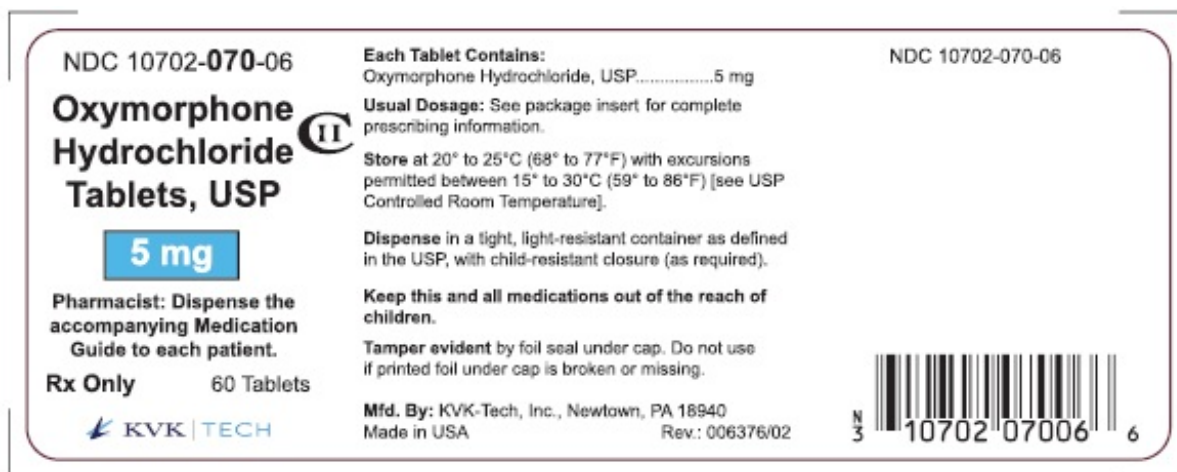 NDC 10702-070-06
Oxymorphone
Hydrochloride
Tablets, USP
CII
5 mg
Pharmacist: Dispense the
accompanying Medication
Guide to each patient.
Rx Only 60 Tablets
KVK TECH
Each Tablet Contains:
Oxymorphone Hydrochloride, USP.................5 mg
Usual Dosage: See package insert for complete
prescribing information.
Store at 20° to 25°C (68° to 77°F) with excursions
permitted between 15° to 30°C (59° to 86°F) [see USP
Controlled Room Temperature].
Dispense in a tight, light-resistant container as defined
in the USP, with child-resistant closure (as required).
Keep this and all medications out of the reach of
children.
Tamper evident by foil seal under cap. Do not use
if printed foil under cap is broken or missing.
Mfd. By: KVK-Tech, Inc., Newtown, PA 18940
Made in USA Rev.: 006376/02
NDC 10702-070-06
N
3 10702 07006 6